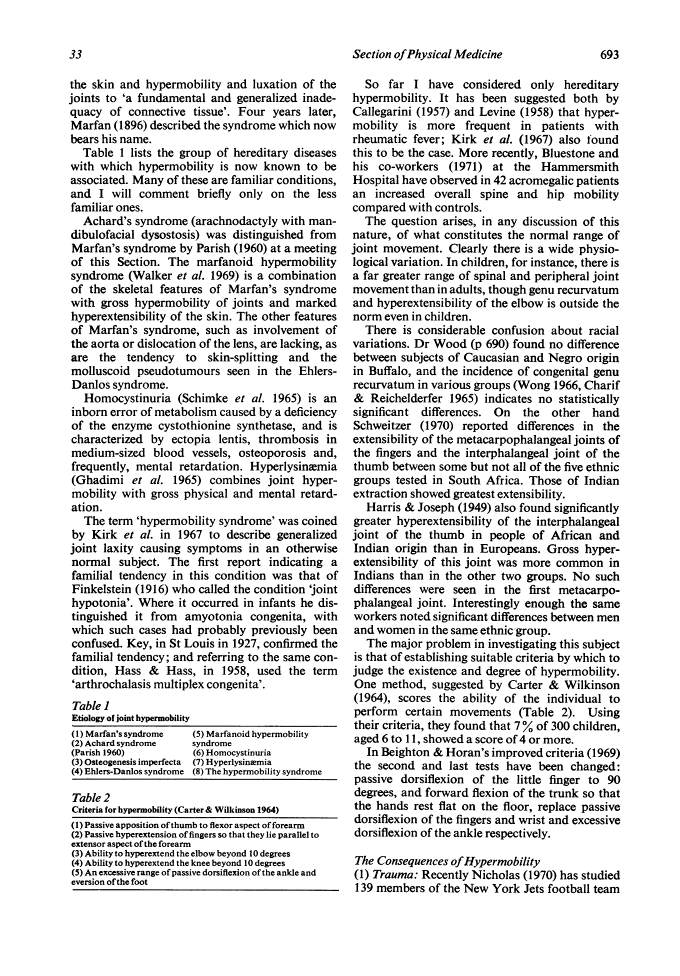 33
Section of Physical Medicine
693
the skin and hypermobility and luxation of the
joints to 'a fundamental and generalized inade-
quacy of connective tissue'. Four years later,
Marfan (1896) described the syndrome which now
bears his name.
Table 1 lists the group of hereditary diseases
with which hypermobility is now known to be
associated. Many of these are familiar conditions,
and I will comment briefly only on the less
familiar ones.
Achard's syndrome (arachnodactyly with man-
dibulofacial dysostosis) was distinguished from
Marfan's syndrome by Parish (1960) at a meeting
of this Section. The marfanoid hypermobility
syndrome (Walker et al. 1969) is a combination
of the skeletal features of Marfan's syndrome
with gross hypermobility of joints and marked
hyperextensibility of the skin. The other features
of Marfan's syndrome, such as involvement of
the aorta or dislocation of the lens, are lacking, as
are the tendency to skin-splitting and the
molluscoid pseudotumours seen in the Ehlers-
Danlos syndrome.
Homocystinuria (Schimke et al. 1965) is an
inborn error of metabolism caused by a deficiency
of the enzyme cystothionine synthetase, and is
characterized by ectopia lentis, thrombosis in
medium-sized blood vessels, osteoporosis and,
frequently, mental retardation. Hyperlysinæmia
(Ghadimi et al. 1965) combines joint hyper-
mobility with gross physical and mental retard-
ation.
The term 'hypermobility syndrome' was coined
by Kirk et al. in 1967 to describe generalized
joint laxity causing symptoms in an otherwise
normal subject. The first report indicating a
familial tendency in this condition was that of
Finkelstein (1916) who called the condition 'joint
hypotonia'. Where it occurred in infants he dis-
tinguished it from amyotonia congenita, with
which such cases had probably previously been
confused. Key, in St Louis in 1927, confirmed the
familial tendency; and referring to the same con-
dition, Hass & Hass, in 1958, used the term
'arthrochalasis multiplex congenita'.
Table 1
Etiology of joint hypermobility
(1) Marfan's syndrome (5) Marfanoid hypermobility
(2) Achard syndrome syndrome
(Parish 1960) (6) Homocystinuria
(3) Osteogenesis imperfecta (7) Hyperlysinæmia
(4) Ehlers-Danlos syndrome (8) The hypermobility syndrome
Table 2
Criteria for hypermobility (Carter & Wilkinson 1964)
(1) Passive apposition of thumb to flexor aspect of forearm
(2) Passive hyperextension of fingers so that they lie parallel to
extensor aspect of the forearm
(3) Ability to hyperextend the elbow beyond 10 degrees
(4) Ability to hyperextend the knee beyond 10 degrees
(5) An excessive range of passive dorsiflexion of the ankle and
eversion of the foot
So far I have considered only hereditary
hypermobility. It has been suggested both by
Callegarini (1957) and Levine (1958) that hyper-
mobility is more frequent in patients with
rheumatic fever; Kirk et al. (1967) also found
this to be the case. More recently, Bluestone and
his co-workers (1971) at the Hammersmith
Hospital have observed in 42 acromegalic patients
an increased overall spine and hip mobility
compared with controls.
The question arises, in any discussion of this
nature, of what constitutes the normal range of
joint movement. Clearly there is a wide physio-
logical variation. In children, for instance, there is
a far greater range of spinal and peripheral joint
movement than in adults, though genu recurvatum
and hyperextensibility of the elbow is outside the
norm even in children.
There is considerable confusion about racial
variations. Dr Wood (p 690) found no difference
between subjects of Caucasian and Negro origin
in Buffalo, and the incidence of congenital genu
recurvatum in various groups (Wong 1966, Charif
& Reichelderfer 1965) indicates no statistically
significant differences. On the other hand
Schweitzer (1970) reported differences in the
extensibility of the metacarpophalangeal joints of
the fingers and the interphalangeal joint of the
thumb between some but not all of the five ethnic
groups tested in South Africa. Those of Indian
extraction showed greatest extensibility.
Harris & Joseph (1949) also found significantly
greater hyperextensibility of the interphalangeal
joint of the thumb in people of African and
Indian origin than in Europeans. Gross hyper-
extensibility of this joint was more common in
Indians than in the other two groups. No such
differences were seen in the first metacarpo-
phalangeal joint. Interestingly enough the same
workers noted significant differences between men
and women in the same ethnic group.
The major problem in investigating this subject
is that of establishing suitable criteria by which to
judge the existence and degree of hypermobility.
One method, suggested by Carter & Wilkinson
(1964), scores the ability of the individual to
perform certain movements (Table 2). Using
their criteria, they found that 7% of 300 children,
aged 6 to 11, showed a score of 4 or more.
In Beighton & Horan's improved criteria (1969)
the second and last tests have been changed:
passive dorsiflexion of the little finger to 90
degrees, and forward flexion of the trunk so that
the hands rest flat on the floor, replace passive
dorsiflexion of the fingers and wrist and excessive
dorsiflexion of the ankle respectively.
The Consequences of Hypermobility
(1) Trauma: Recently Nicholas (1970) has studied
139 members of the New York Jets football team